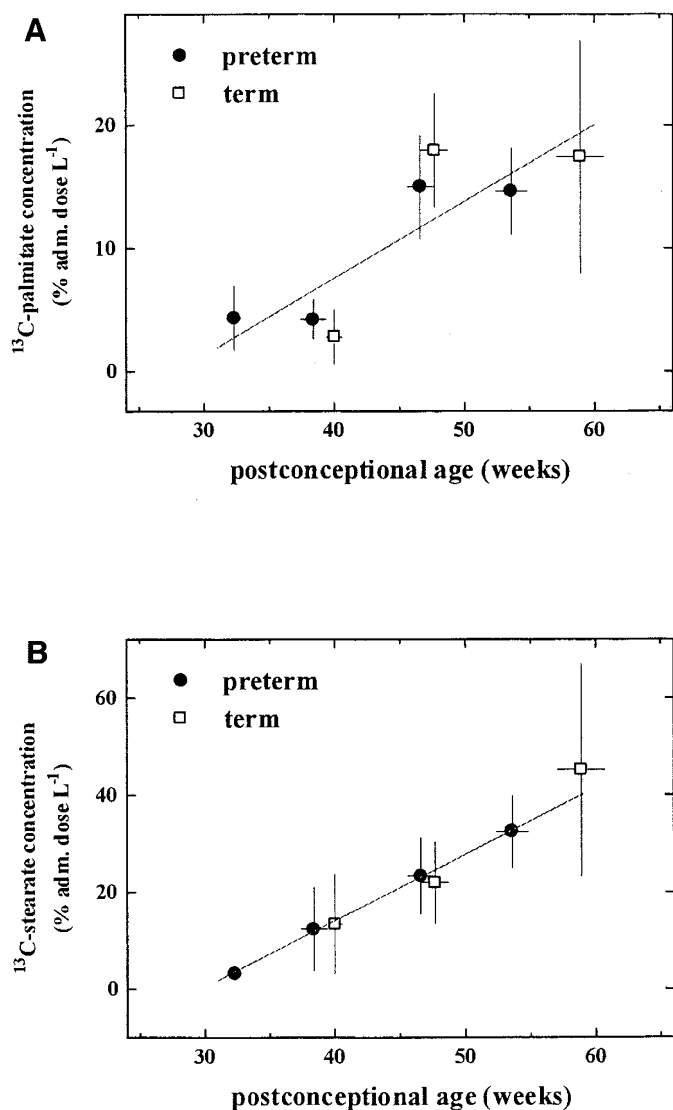 A
preterm
term
20
10
0
¹³C-palmitate concentration
(% adm. dose L⁻¹)
30 40 50 60
postconceptional age (weeks)
B
preterm
term
60
40
20
0
¹³C-stearate concentration
(% adm. dose L⁻¹)
30 40 50 60
postconceptional age (weeks)